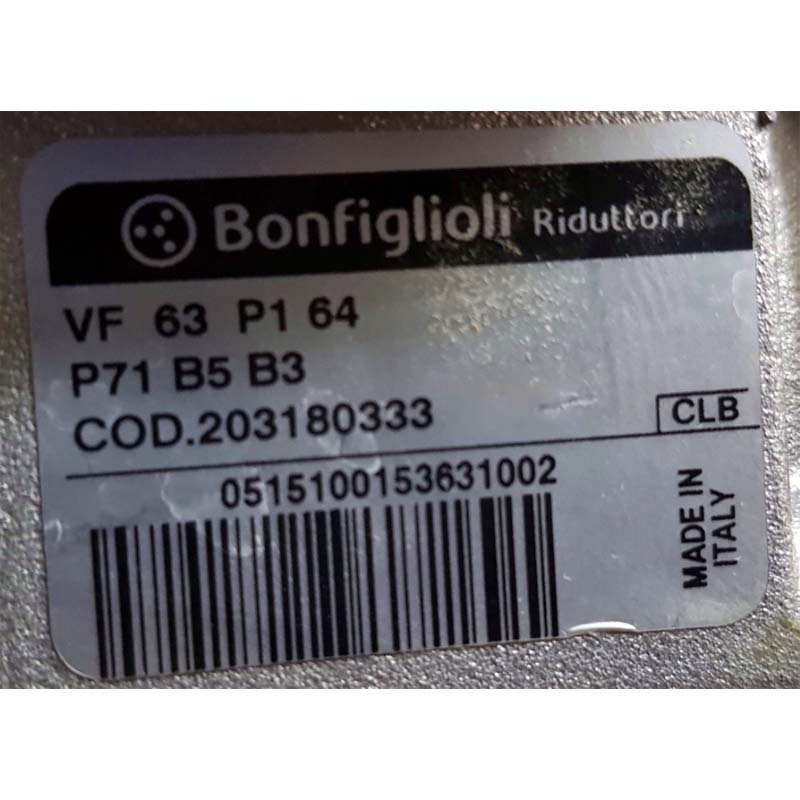 Bonfiglioli Riduttori
VF 63 P1 64
P71 B5 B3
COD.203180333
CLB
0515100153631002
MADE IN
ITALY